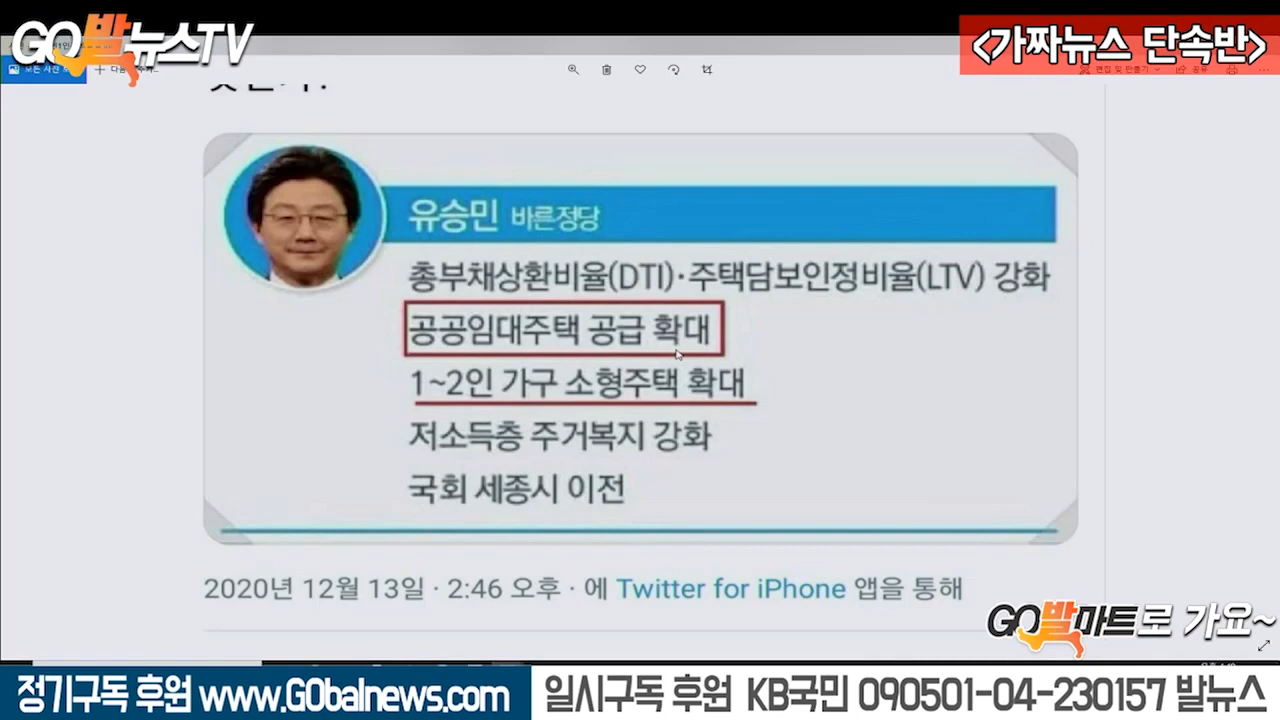 GO발뉴스TV
<가짜뉴스 단속반>
유승민 바른정당
총부채상환비율(DTI)·주택담보인정비율(LTV) 강화
공공임대주택 공급 확대
1~2인 가구 소형주택 확대
저소득층 주거복지 강화
국회 세종시 이전
2020년 12월 13일 · 2:46 오후 · 에 Twitter for iPhone 앱을 통해
GO발마트로 가요~
정기구독 후원 www.GObalnews.com
일시구독 후원 KB국민 090501-04-230157 발뉴스